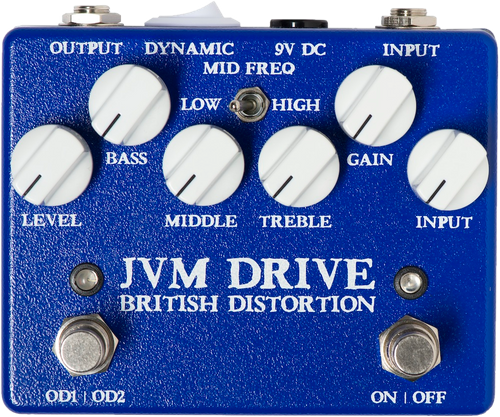 OUTPUT DYNAMIC 9V DC INPUT
MID FREQ
LOW HIGH
BASS GAIN
LEVEL MIDDLE TREBLE INPUT
JVM DRIVE
BRITISH DISTORTION
OD1 | OD2 ON | OFF